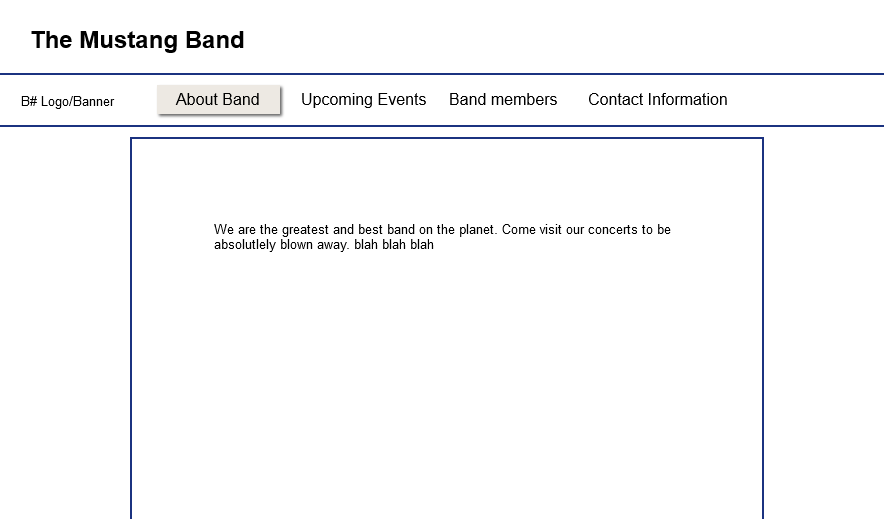 The Mustang Band
B# Logo/Banner
About Band
Upcoming Events
Band members
Contact Information
We are the greatest and best band on the planet. Come visit our concerts to be
absolutlely blown away. blah blah blah